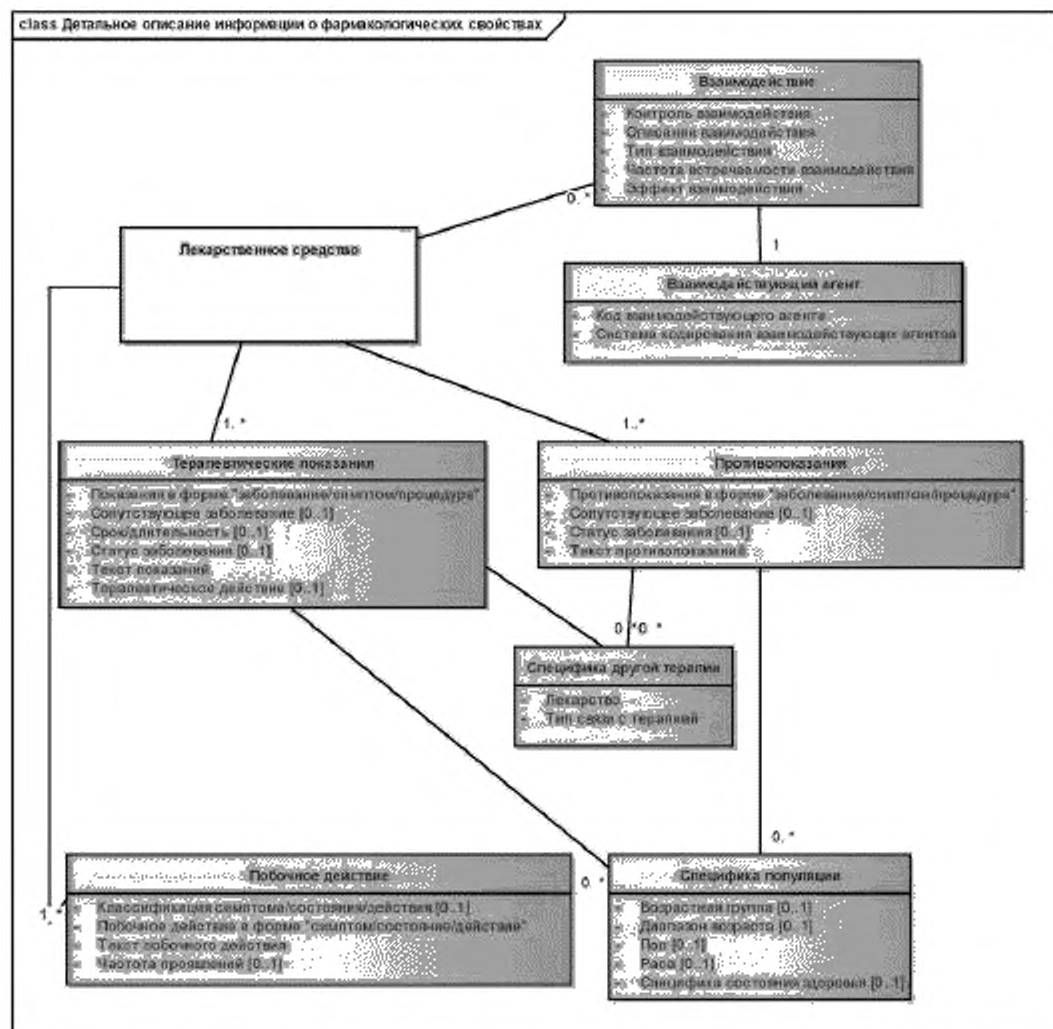 class Детальное описание информации о фармакологических свойствах
Взаимодействие
Контроль взаимодействия
Описание взаимодействия
Тип взаимодействия
Частота встречаемости взаимодействия
Эффект взаимодействия
0..*
Лекарственное средство
1
Взаимодействующий агент
Код взаимодействующего агента
Система кодирования взаимодействующих агентов
1..*
1..*
Терапевтические показания
Показания в форме "заболевание/симптом/процедура"
Сопутствующее заболевание [0..1]
Срок/длительность [0..1]
Статус заболевания [0..1]
Текст показаний
Терапевтическое действие [0..1]
Противопоказания
Противопоказания в форме "заболевание/симптом/процедура"
Сопутствующее заболевание [0..1]
Статус заболевания [0..1]
Текст противопоказаний
0..*0..*
Специфика другой терапии
Лекарство
Тип связи с терапией
0..*
0..*
1..*
Побочное действие
Классификация симптома/состояния/действия [0..1]
Побочное действие в форме "симптом/состояние/действие"
Текст побочного действия
Частота проявлений [0..1]
Специфика популяции
Возрастная группа [0..1]
Диапазон возраста [0..1]
Пол [0..1]
Раса [0..1]
Специфика состояния здоровья [0..1]